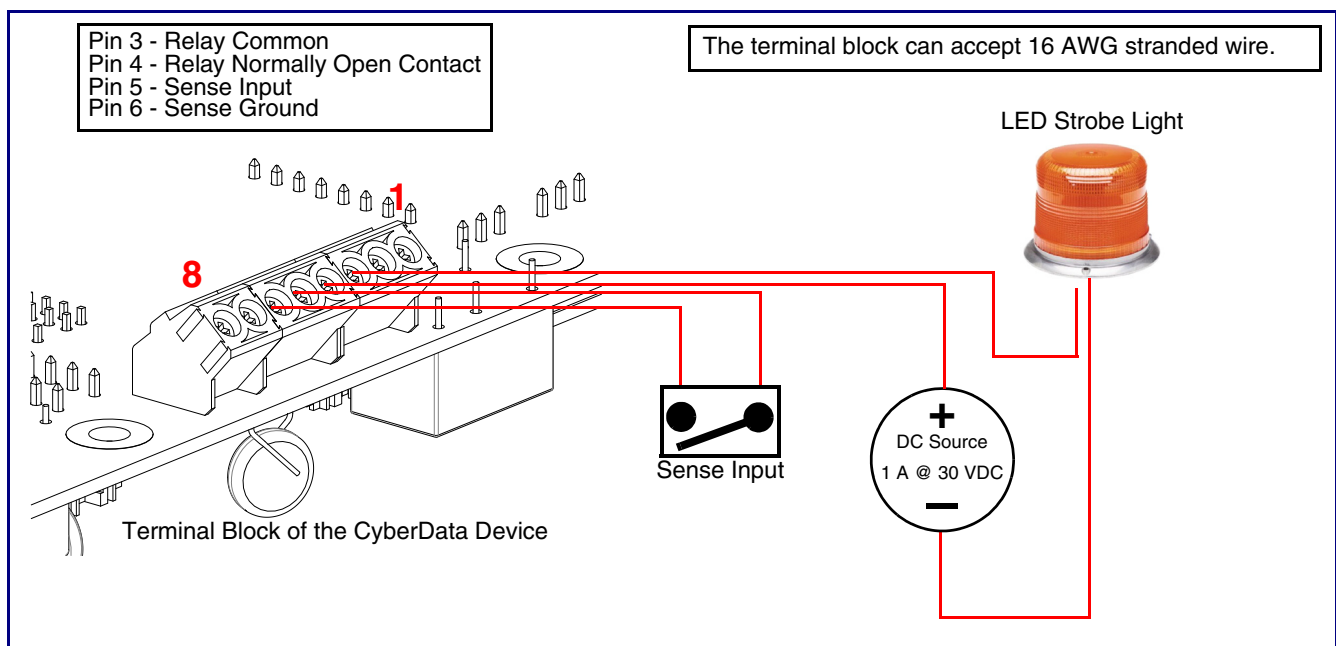 Pin 3 - Relay Common
Pin 4 - Relay Normally Open Contact
Pin 5 - Sense Input
Pin 6 - Sense Ground
The terminal block can accept 16 AWG stranded wire.
LED Strobe Light
1
8
+
DC Source
1 A @ 30 VDC
—
Sense Input
Terminal Block of the CyberData Device